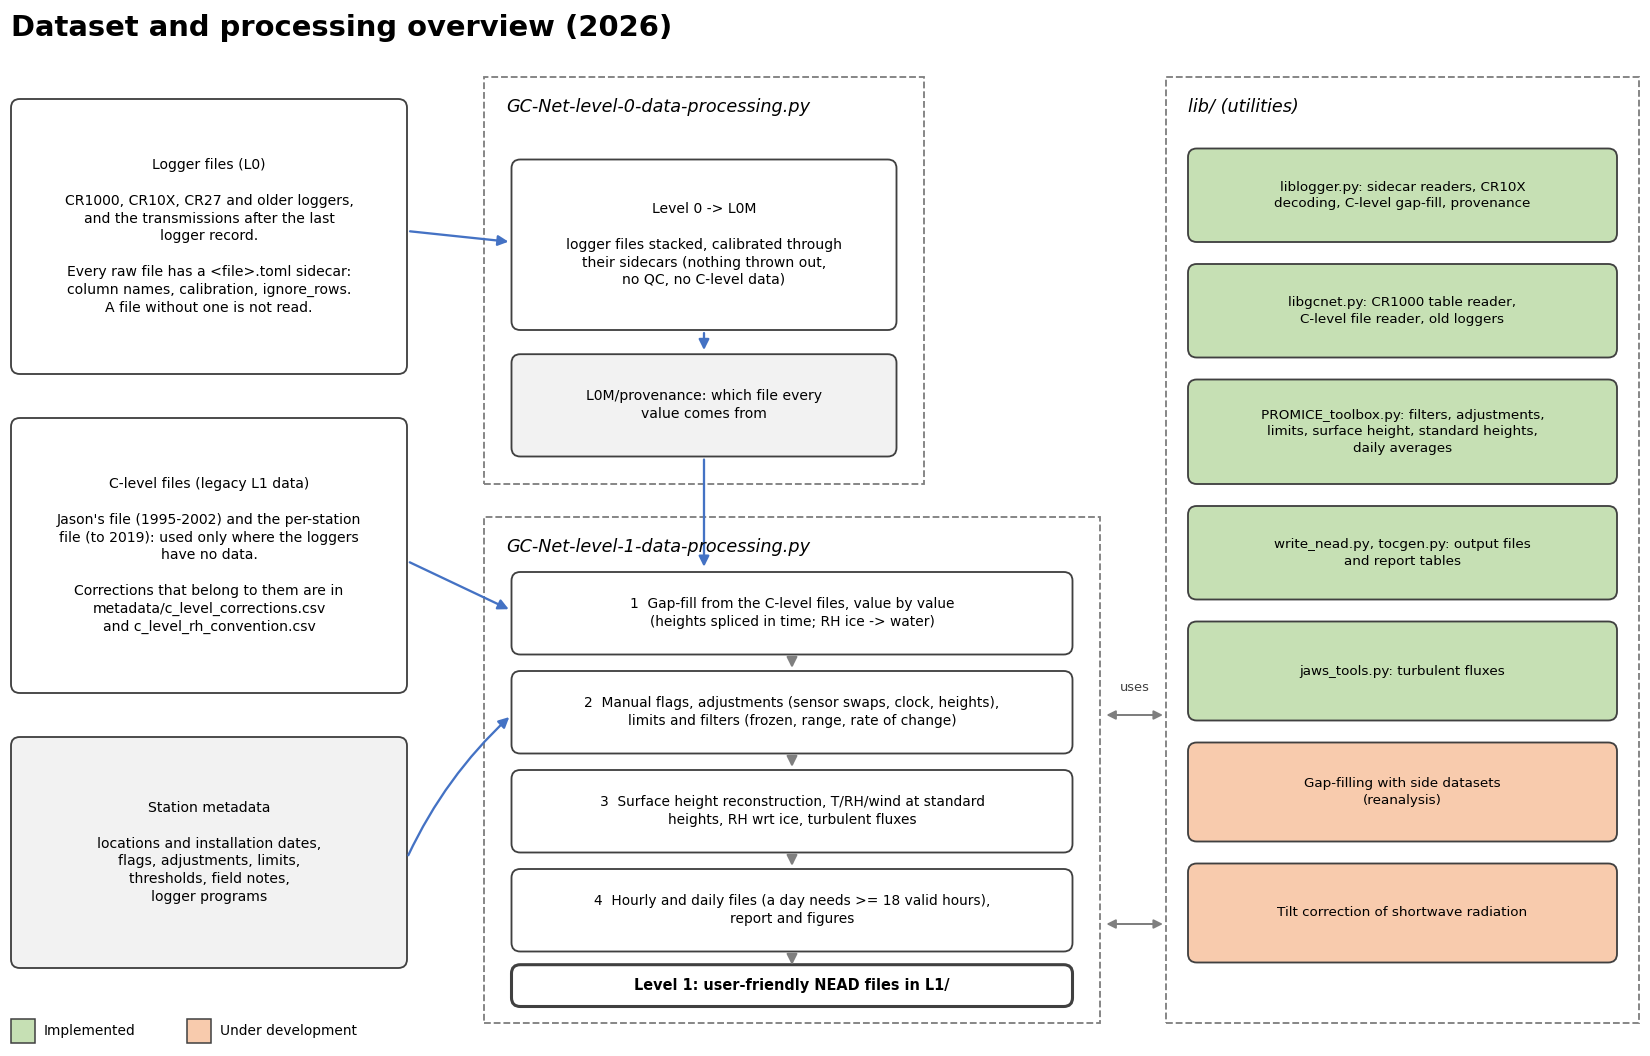 Dataset and processing overview (2026)
Logger files (L0)
CR1000, CR10X, CR27 and older loggers,
and the transmissions after the last
logger record.
Every raw file has a <file>.toml sidecar:
column names, calibration, ignore_rows.
A file without one is not read.
C-level files (legacy L1 data)
Jason's file (1995-2002) and the per-station
file (to 2019): used only where the loggers
have no data.
Corrections that belong to them are in
metadata/c_level_corrections.csv
and c_level_rh_convention.csv
Station metadata
locations and installation dates,
flags, adjustments, limits,
thresholds, field notes,
logger programs
Implemented
Under development
GC-Net-level-0-data-processing.py
Level 0 -> L0M
logger files stacked, calibrated through
their sidecars (nothing thrown out,
no QC, no C-level data)
L0M/provenance: which file every
value comes from
GC-Net-level-1-data-processing.py
1  Gap-fill from the C-level files, value by value
(heights spliced in time; RH ice -> water)
2  Manual flags, adjustments (sensor swaps, clock, heights),
limits and filters (frozen, range, rate of change)
3  Surface height reconstruction, T/RH/wind at standard
heights, RH wrt ice, turbulent fluxes
4  Hourly and daily files (a day needs >= 18 valid hours),
report and figures
Level 1: user-friendly NEAD files in L1/
uses
lib/ (utilities)
liblogger.py: sidecar readers, CR10X
decoding, C-level gap-fill, provenance
libgcnet.py: CR1000 table reader,
C-level file reader, old loggers
PROMICE_toolbox.py: filters, adjustments,
limits, surface height, standard heights,
daily averages
write_nead.py, tocgen.py: output files
and report tables
jaws_tools.py: turbulent fluxes
Gap-filling with side datasets
(reanalysis)
Tilt correction of shortwave radiation